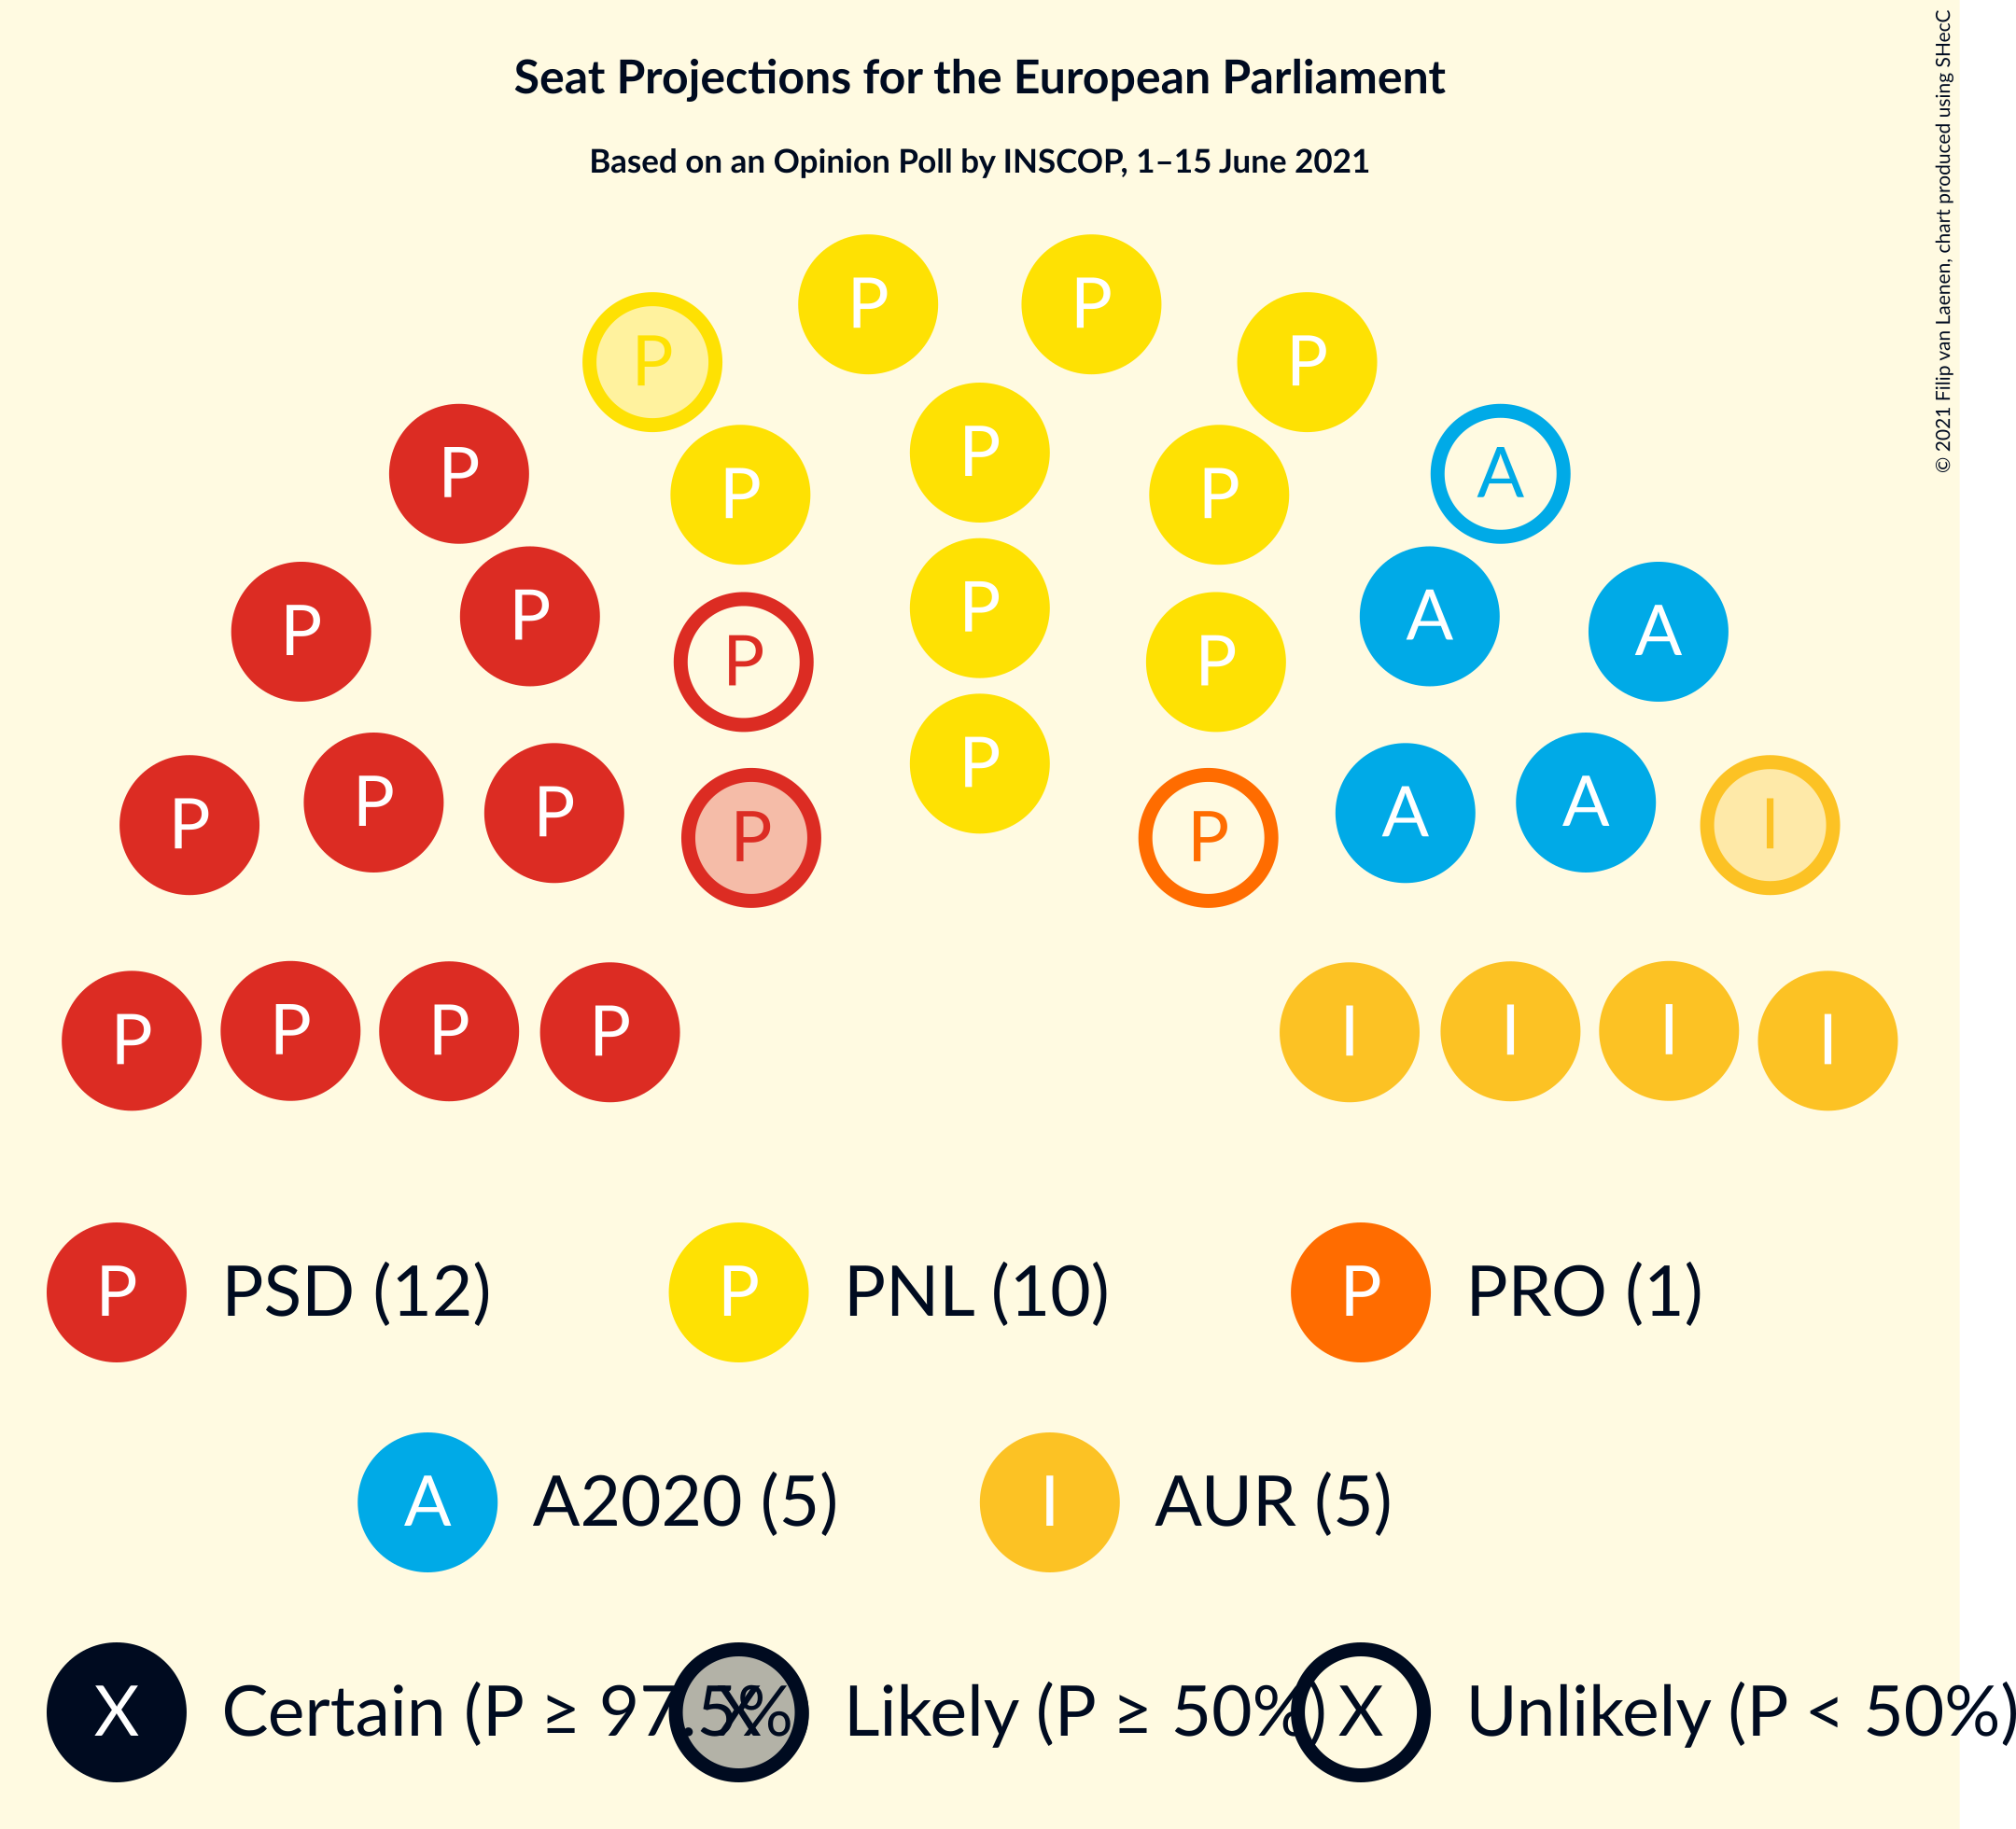 Seat Projections for the European Parliament
Based on an Opinion Poll by INSCOP, 1–15 June 2021
© 2021 Filip van Laenen, chart produced using SHecC
P P
P P
P
P A
P P
P
P A
P A
P
P P
P
P P P A A I
P P
P P P P I I I I
P PSD (12) P PNL (10) P PRO (1)
A A2020 (5) I AUR (5)
X Certain (P ≥ 97.5%) X Likely (P ≥ 50%) X Unlikely (P < 50%)